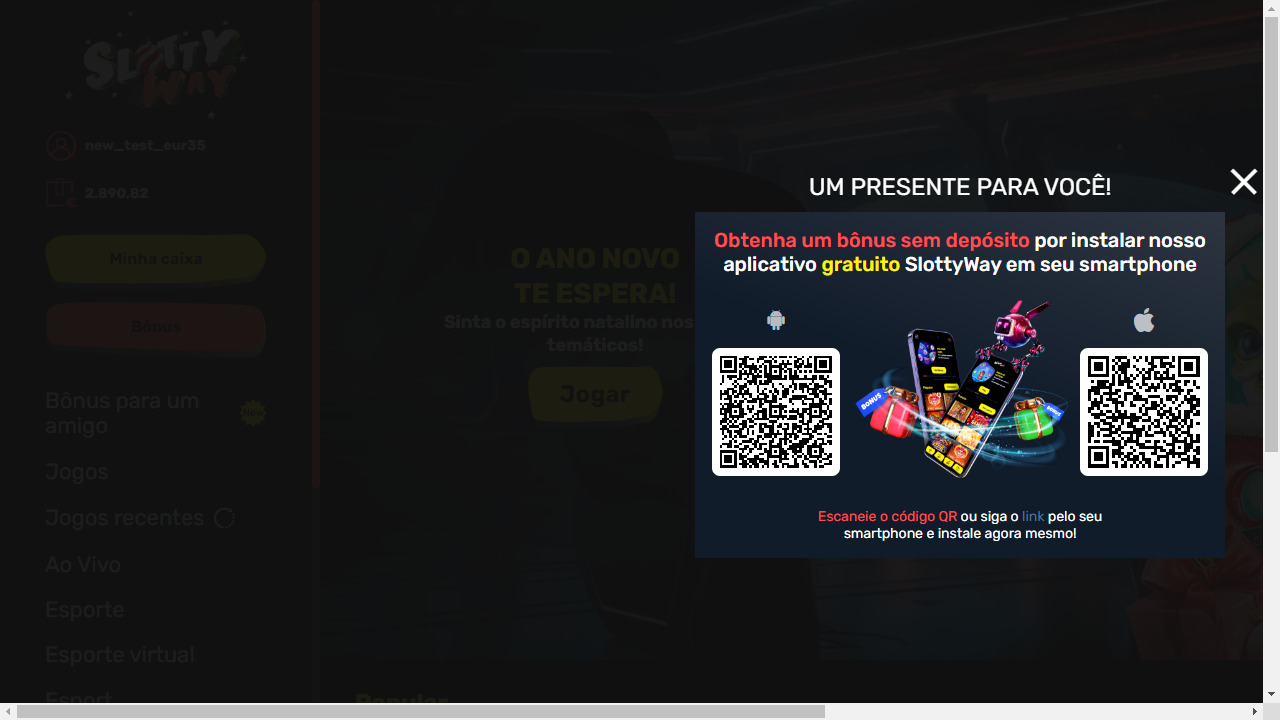 SLOTTY
WAY
new_test_eur35
2.890,82
€
Minha caixa
Bônus
Bônus para um
amigo
New
Jogos
Jogos recentes
Ao Vivo
Esporte
Esporte virtual
Esport
O ANO NOVO
TE ESPERA!
Sinta o espírito natalino nos
temáticos!
Jogar
Popular
UM PRESENTE PARA VOCÊ!
Obtenha um bônus sem depósito por instalar nosso
aplicativo gratuito SlottyWay em seu smartphone
BONUS
Escaneie o código QR ou siga o link pelo seu
smartphone e instale agora mesmo!